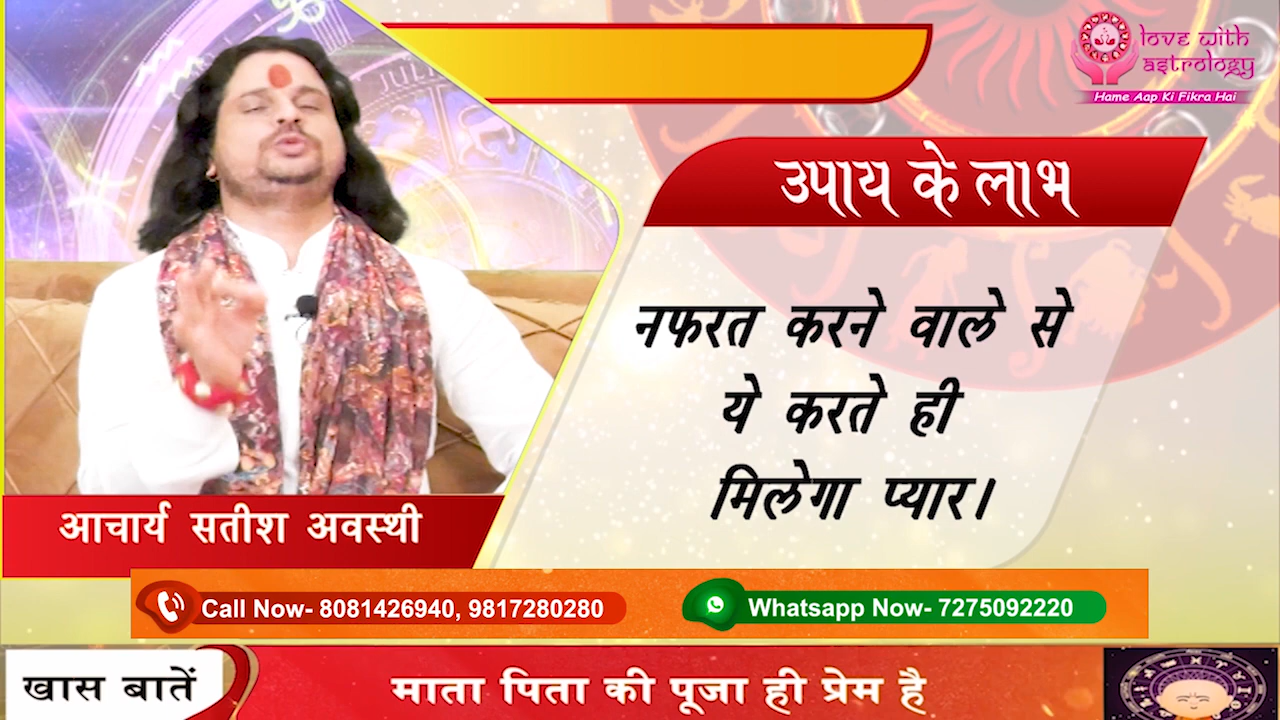 love with
astrology
Hame Aap Ki Fikra Hai
उपाय के लाभ
नफरत करने वाले से
ये करते ही
मिलेगा प्यार।
आचार्य सतीश अवस्थी
Call Now- 8081426940, 9817280280
Whatsapp Now- 7275092220
खास बातें
माता पिता की पूजा ही प्रेम है